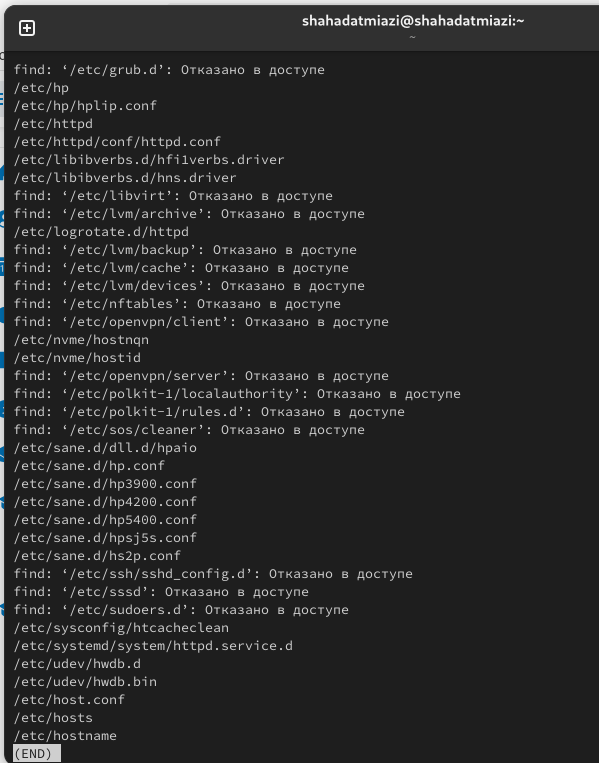 shahadatmiazi@shahadatmiazi:~
~
find: ‘/etc/grub.d’: Отказано в доступе
/etc/hp
/etc/hp/hplip.conf
/etc/httpd
/etc/httpd/conf/httpd.conf
/etc/libibverbs.d/hfi1verbs.driver
/etc/libibverbs.d/hns.driver
find: ‘/etc/libvirt’: Отказано в доступе
find: ‘/etc/lvm/archive’: Отказано в доступе
/etc/logrotate.d/httpd
find: ‘/etc/lvm/backup’: Отказано в доступе
find: ‘/etc/lvm/cache’: Отказано в доступе
find: ‘/etc/lvm/devices’: Отказано в доступе
find: ‘/etc/nftables’: Отказано в доступе
find: ‘/etc/openvpn/client’: Отказано в доступе
/etc/nvme/hostnqn
/etc/nvme/hostid
find: ‘/etc/openvpn/server’: Отказано в доступе
find: ‘/etc/polkit-1/localauthority’: Отказано в доступе
find: ‘/etc/polkit-1/rules.d’: Отказано в доступе
find: ‘/etc/sos/cleaner’: Отказано в доступе
/etc/sane.d/dll.d/hpaio
/etc/sane.d/hp.conf
/etc/sane.d/hp3900.conf
/etc/sane.d/hp4200.conf
/etc/sane.d/hp5400.conf
/etc/sane.d/hpsj5s.conf
/etc/sane.d/hs2p.conf
find: ‘/etc/ssh/sshd_config.d’: Отказано в доступе
find: ‘/etc/sssd’: Отказано в доступе
find: ‘/etc/sudoers.d’: Отказано в доступе
/etc/sysconfig/htcacheclean
/etc/systemd/system/httpd.service.d
/etc/udev/hwdb.d
/etc/udev/hwdb.bin
/etc/host.conf
/etc/hosts
/etc/hostname
(END)